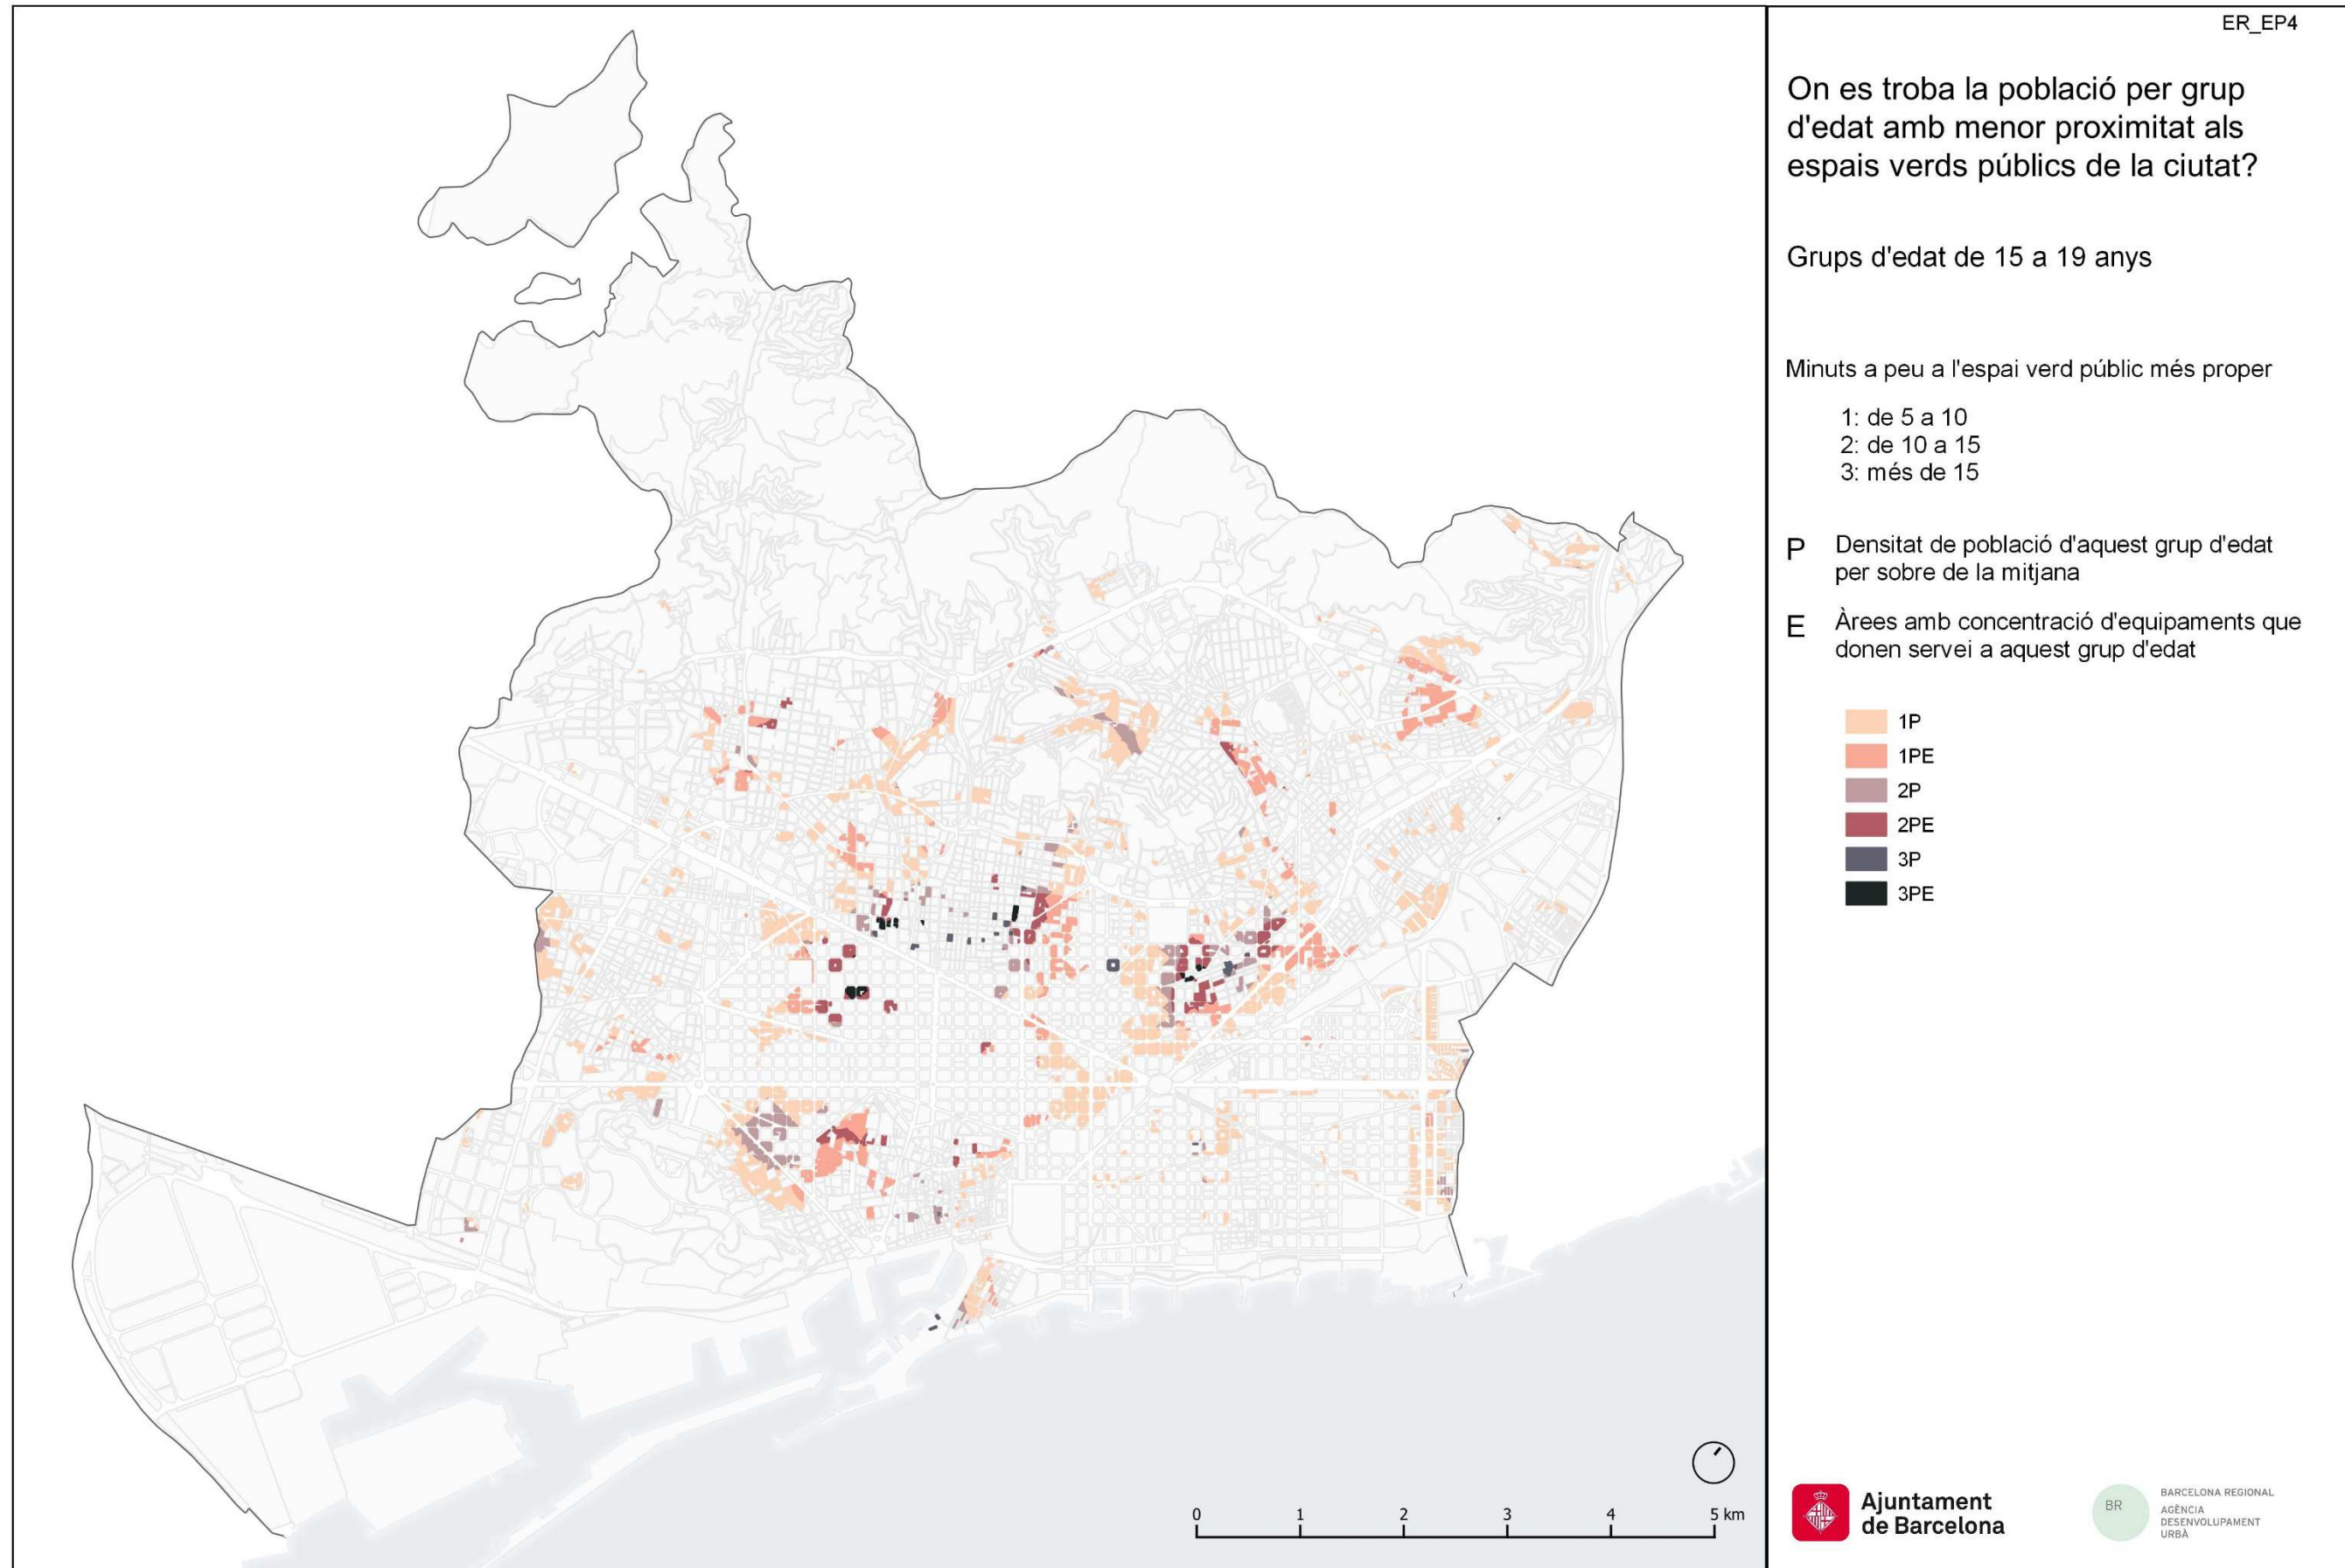 ER_EP4
On es troba la població per grup
d'edat amb menor proximitat als
espais verds públics de la ciutat?
Grups d'edat de 15 a 19 anys
Minuts a peu a l'espai verd públic més proper
1: de 5 a 10
2: de 10 a 15
3: més de 15
P Densitat de població d'aquest grup d'edat
per sobre de la mitjana
E Àrees amb concentració d'equipaments que
donen servei a aquest grup d'edat
1P
1PE
2P
2PE
3P
3PE
0 1 2 3 4 5 km
Ajuntament
de Barcelona
BR
BARCELONA REGIONAL
AGÈNCIA
DESENVOLUPAMENT
URBÀ